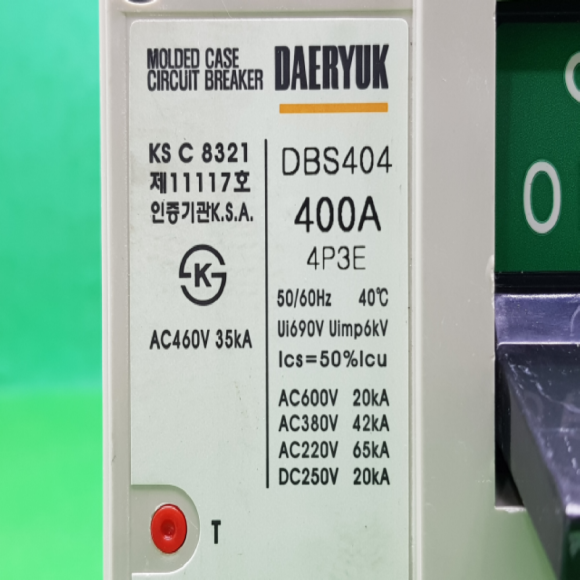 MOLDED CASE
CIRCUIT BREAKER
DAERYUK
KS C 8321
제11117호
인증기관K.S.A.
K
AC460V 35kA
DBS404
400A
4P3E
50/60Hz 40℃
Ui690V Uimp6kV
Ics=50%Icu
AC600V 20kA
AC380V 42kA
AC220V 65kA
DC250V 20kA
T
0